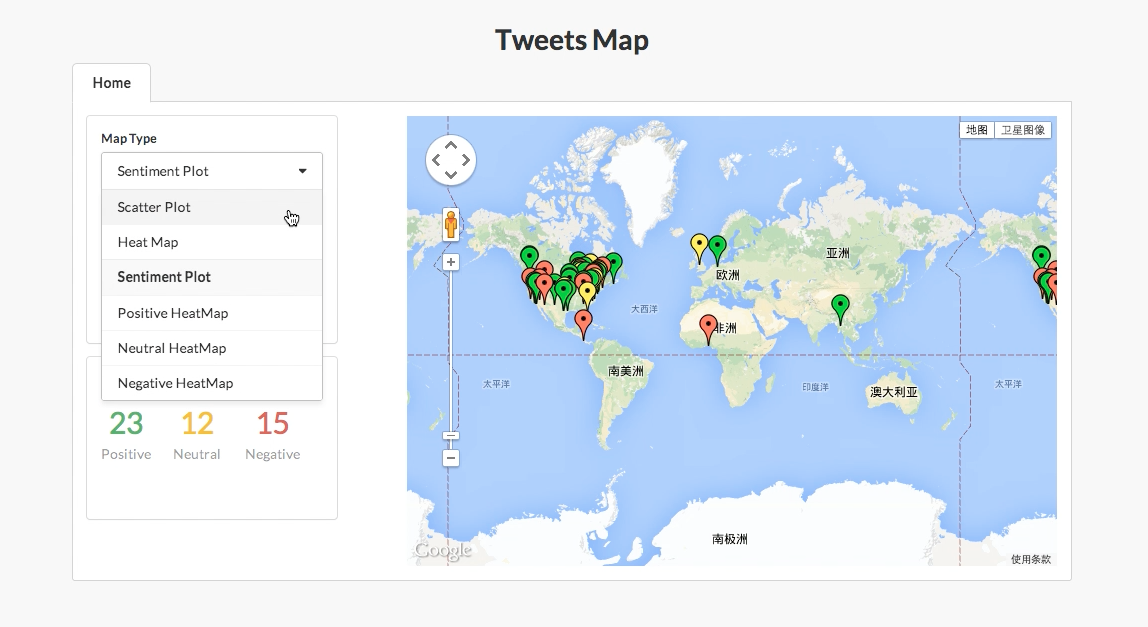 Tweets Map
Home
Map Type
Sentiment Plot
Scatter Plot
Heat Map
Sentiment Plot
Positive HeatMap
Neutral HeatMap
Negative HeatMap
23 12 15
Positive Neutral Negative
地图 卫星图像
亚洲
欧洲
大西洋
非洲
南美洲
太平洋
印度洋
太平洋
澳大利亚
南极洲
Google
使用条款